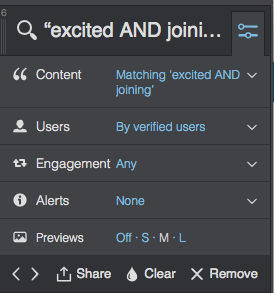 6
“excited AND joini...
Content Matching ‘excited AND
joining’
Users By verified users
Engagement Any
Alerts None
Previews Off · S · M · L
Share Clear Remove